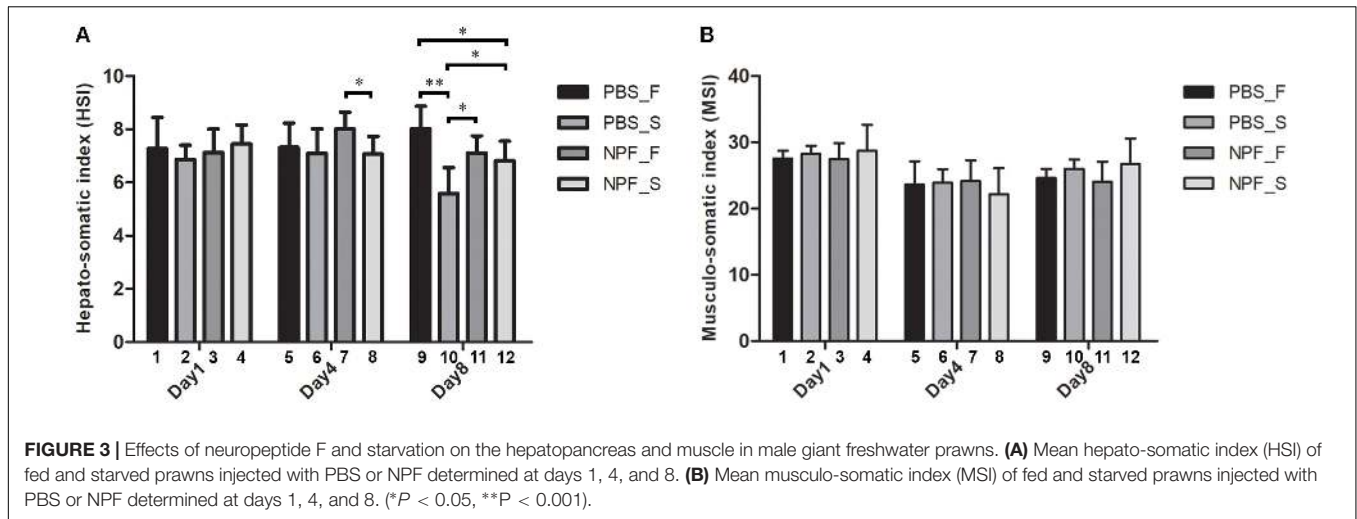 A
B
*
*
*
**
*
10
8
6
4
2
0
Hepato-somatic index (HSI)
1 2 3 4 5 6 7 8 9 10 11 12
Day1 Day4 Day8
PBS_F
PBS_S
NPF_F
NPF_S
40
30
20
10
0
Musculo-somatic index (MSI)
1 2 3 4 5 6 7 8 9 10 11 12
Day1 Day4 Day8
PBS_F
PBS_S
NPF_F
NPF_S
FIGURE 3 | Effects of neuropeptide F and starvation on the hepatopancreas and muscle in male giant freshwater prawns. (A) Mean hepato-somatic index (HSI) of
fed and starved prawns injected with PBS or NPF determined at days 1, 4, and 8. (B) Mean musculo-somatic index (MSI) of fed and starved prawns injected with
PBS or NPF determined at days 1, 4, and 8. (*P < 0.05, **P < 0.001).